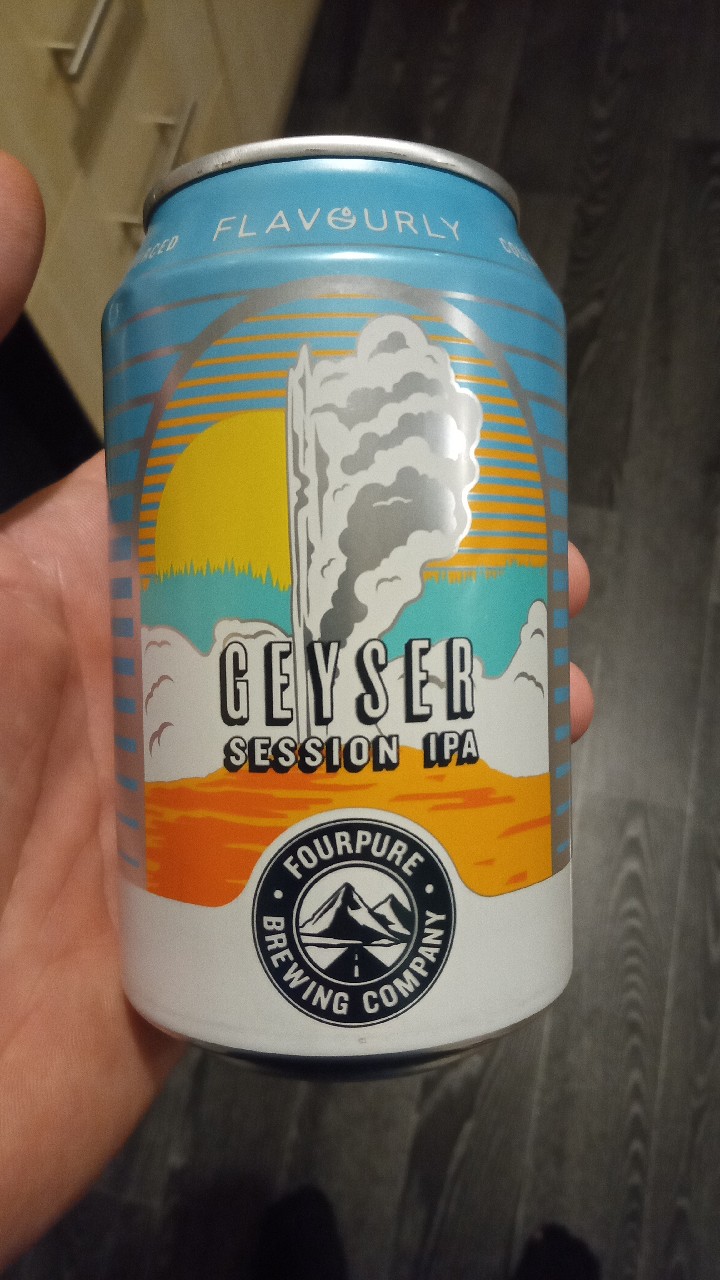 FLAVOURLY
GEYSER
SESSION IPA
FOURPURE
BREWING COMPANY